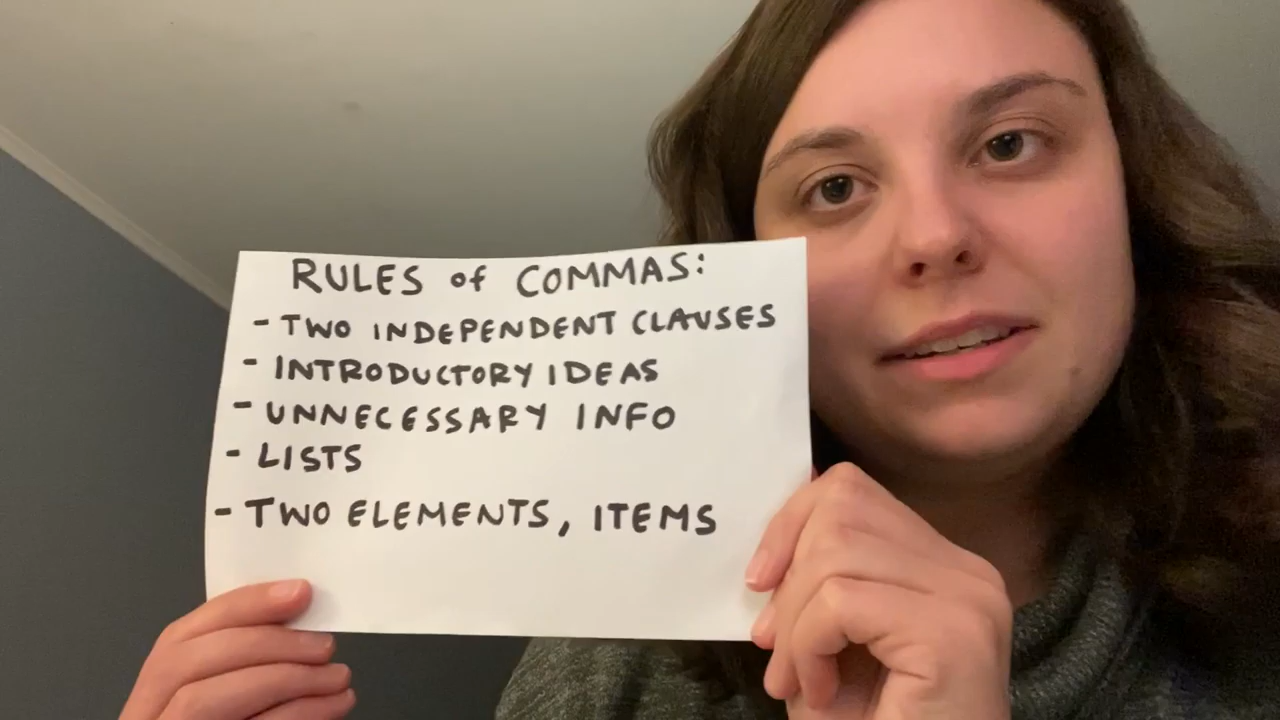 RULES of COMMAS:
- TWO INDEPENDENT CLAUSES
- INTRODUCTORY IDEAS
- UNNECESSARY INFO
- LISTS
- TWO ELEMENTS, ITEMS